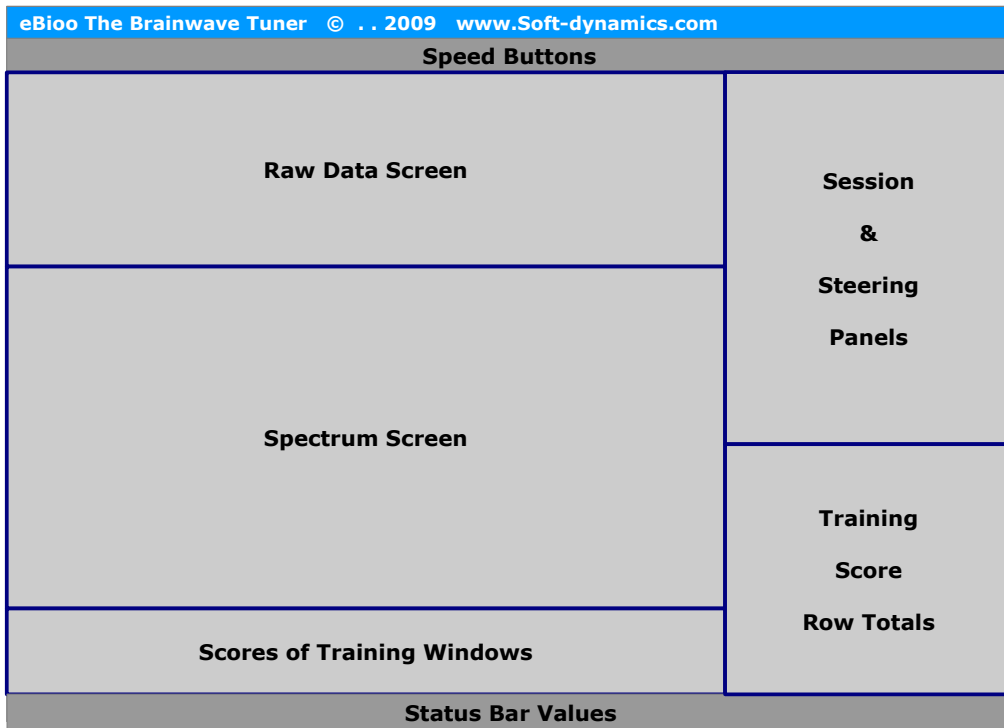 eBioo The Brainwave Tuner © . . 2009 www.Soft-dynamics.com
Speed Buttons
Raw Data Screen
Session
&
Steering
Panels
Spectrum Screen
Training
Score
Row Totals
Scores of Training Windows
Status Bar Values